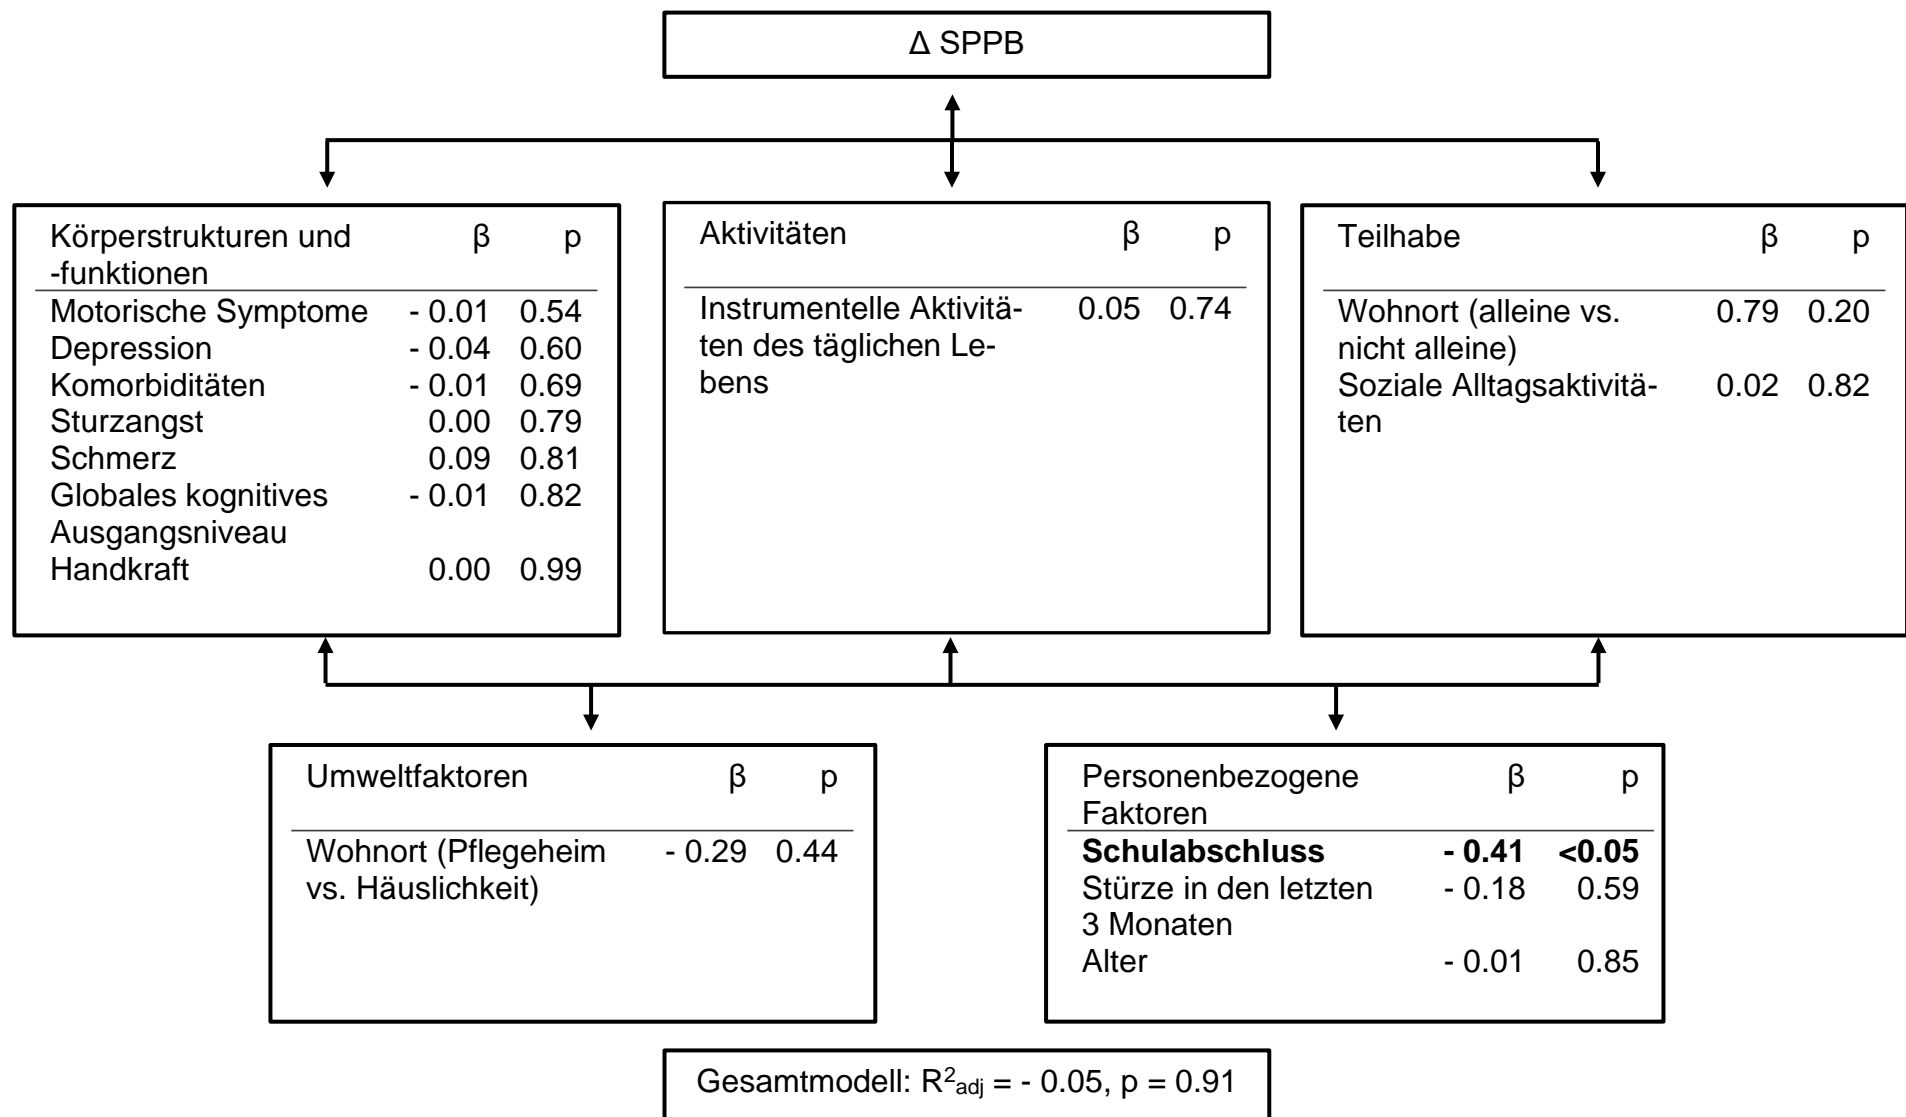 Δ SPPB
Körperstrukturen und β p
-funktionen
Motorische Symptome - 0.01 0.54
Depression - 0.04 0.60
Komorbiditäten - 0.01 0.69
Sturzangst 0.00 0.79
Schmerz 0.09 0.81
Globales kognitives - 0.01 0.82
Ausgangsniveau
Handkraft 0.00 0.99
Aktivitäten β p
Instrumentelle Aktivitä- 0.05 0.74
ten des täglichen Le-
bens
Teilhabe β p
Wohnort (alleine vs. 0.79 0.20
nicht alleine)
Soziale Alltagsaktivitä- 0.02 0.82
ten
Umweltfaktoren β p
Wohnort (Pflegeheim - 0.29 0.44
vs. Häuslichkeit)
Personenbezogene β p
Faktoren
Schulabschluss - 0.41 <0.05
Stürze in den letzten - 0.18 0.59
3 Monaten
Alter - 0.01 0.85
Gesamtmodell: R²adj = - 0.05, p = 0.91